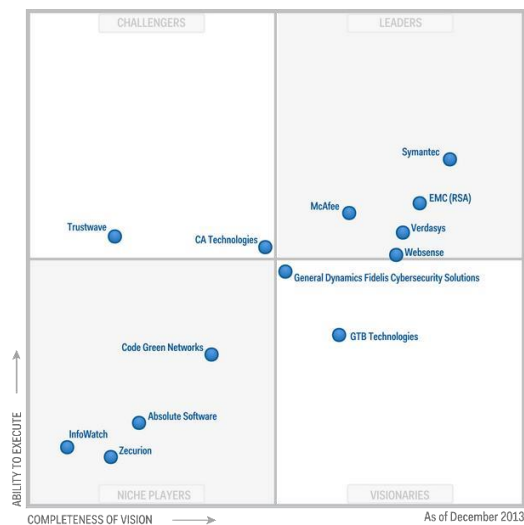 CHALLENGERS
LEADERS
Symantec
EMC (RSA)
McAfee
Verdasys
Trustwave
CA Technologies
Websense
General Dynamics Fidelis Cybersecurity Solutions
GTB Technologies
Code Green Networks
Absolute Software
InfoWatch
Zecurion
NICHE PLAYERS
VISIONARIES
ABILITY TO EXECUTE
COMPLETENESS OF VISION
As of December 2013